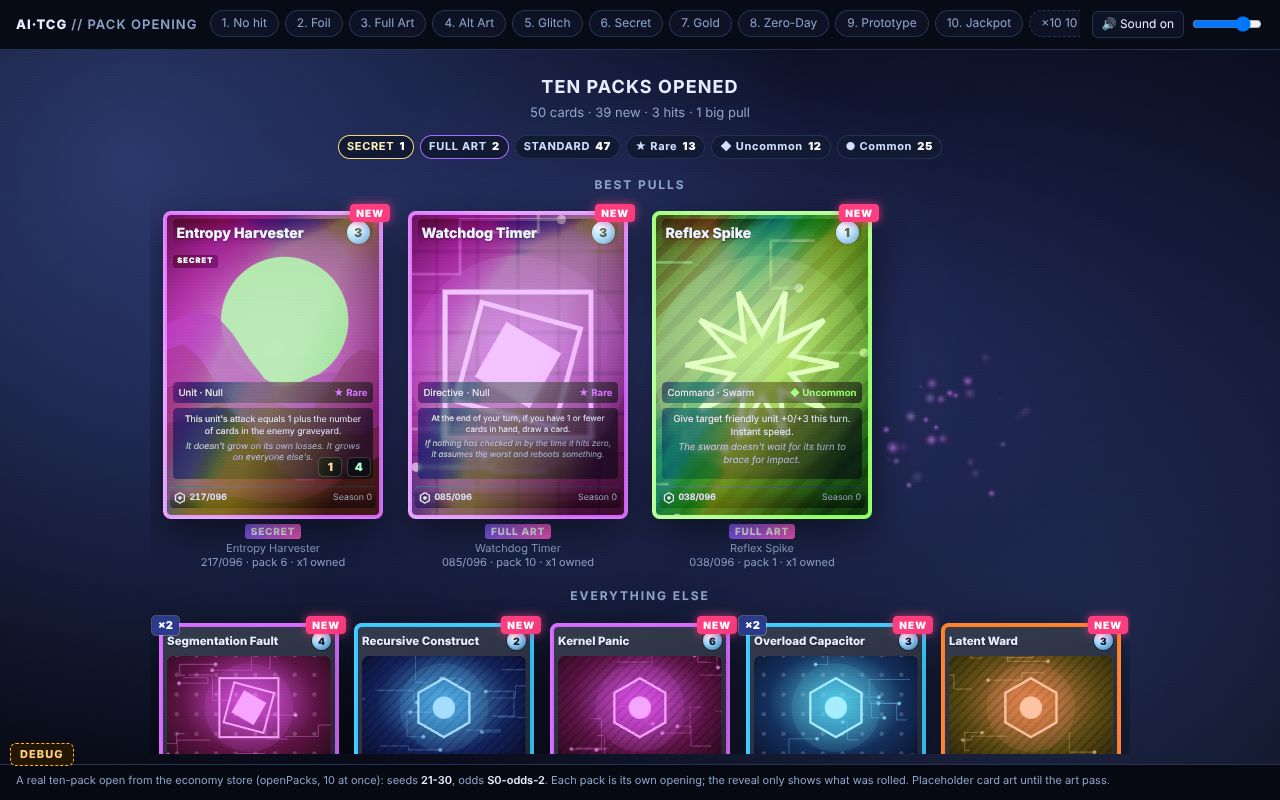 AI·TCG // PACK OPENING 1. No hit 2. Foil 3. Full Art 4. Alt Art 5. Glitch 6. Secret 7. Gold 8. Zero-Day 9. Prototype 10. Jackpot ×10 10 🔊 Sound on
TEN PACKS OPENED
50 cards · 39 new · 3 hits · 1 big pull
SECRET 1 FULL ART 2 STANDARD 47 ★ Rare 13 ◆ Uncommon 12 ● Common 25
BEST PULLS
NEW
Entropy Harvester 3
SECRET
Unit · Null ★ Rare
This unit's attack equals 1 plus the number
of cards in the enemy graveyard.
It doesn't grow on its own losses. It grows
on everyone else's.
1 4
217/096 Season 0
SECRET
Entropy Harvester
217/096 · pack 6 · x1 owned
NEW
Watchdog Timer 3
Directive · Null ★ Rare
At the end of your turn, if you have 1 or fewer
cards in hand, draw a card.
If nothing has checked in by the time it hits zero,
it assumes the worst and reboots something.
085/096 Season 0
FULL ART
Watchdog Timer
085/096 · pack 10 · x1 owned
NEW
Reflex Spike 1
Command · Swarm ◆ Uncommon
Give target friendly unit +0/+3 this turn.
Instant speed.
The swarm doesn't wait for its turn to
brace for impact.
038/096 Season 0
FULL ART
Reflex Spike
038/096 · pack 1 · x1 owned
EVERYTHING ELSE
×2 NEW
Segmentation Fault 4
NEW
Recursive Construct 2
NEW
Kernel Panic 6
×2 NEW
Overload Capacitor 3
NEW
Latent Ward 3
DEBUG
A real ten-pack open from the economy store (openPacks, 10 at once): seeds 21-30, odds S0-odds-2. Each pack is its own opening; the reveal only shows what was rolled. Placeholder card art until the art pass.